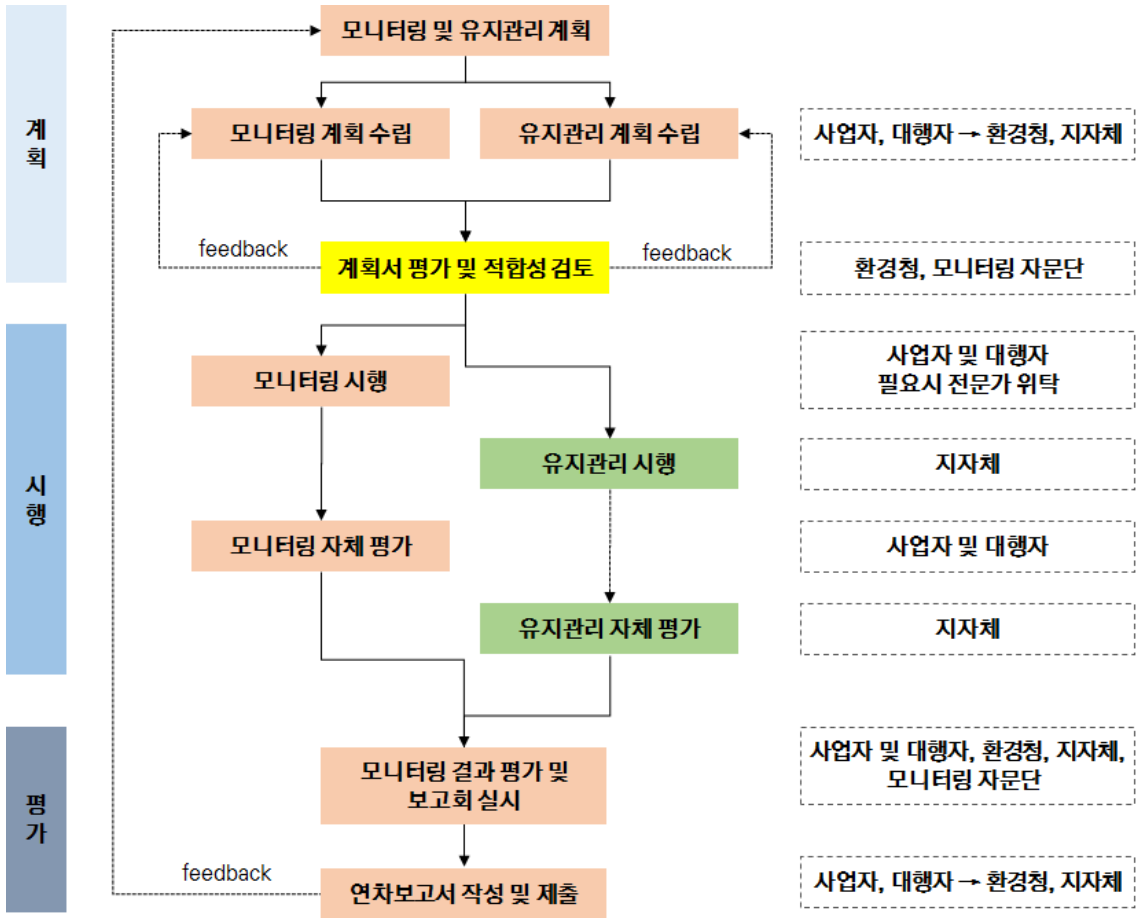 계획
모니터링 및 유지관리 계획
모니터링 계획 수립
유지관리 계획 수립
사업자, 대행자 → 환경청, 지자체
feedback
feedback
계획서 평가 및 적합성 검토
환경청, 모니터링 자문단
시행
모니터링 시행
사업자 및 대행자
필요시 전문가 위탁
유지관리 시행
지자체
모니터링 자체 평가
사업자 및 대행자
유지관리 자체 평가
지자체
평가
모니터링 결과 평가 및
보고회 실시
사업자 및 대행자, 환경청, 지자체,
모니터링 자문단
feedback
연차보고서 작성 및 제출
사업자, 대행자 → 환경청, 지자체